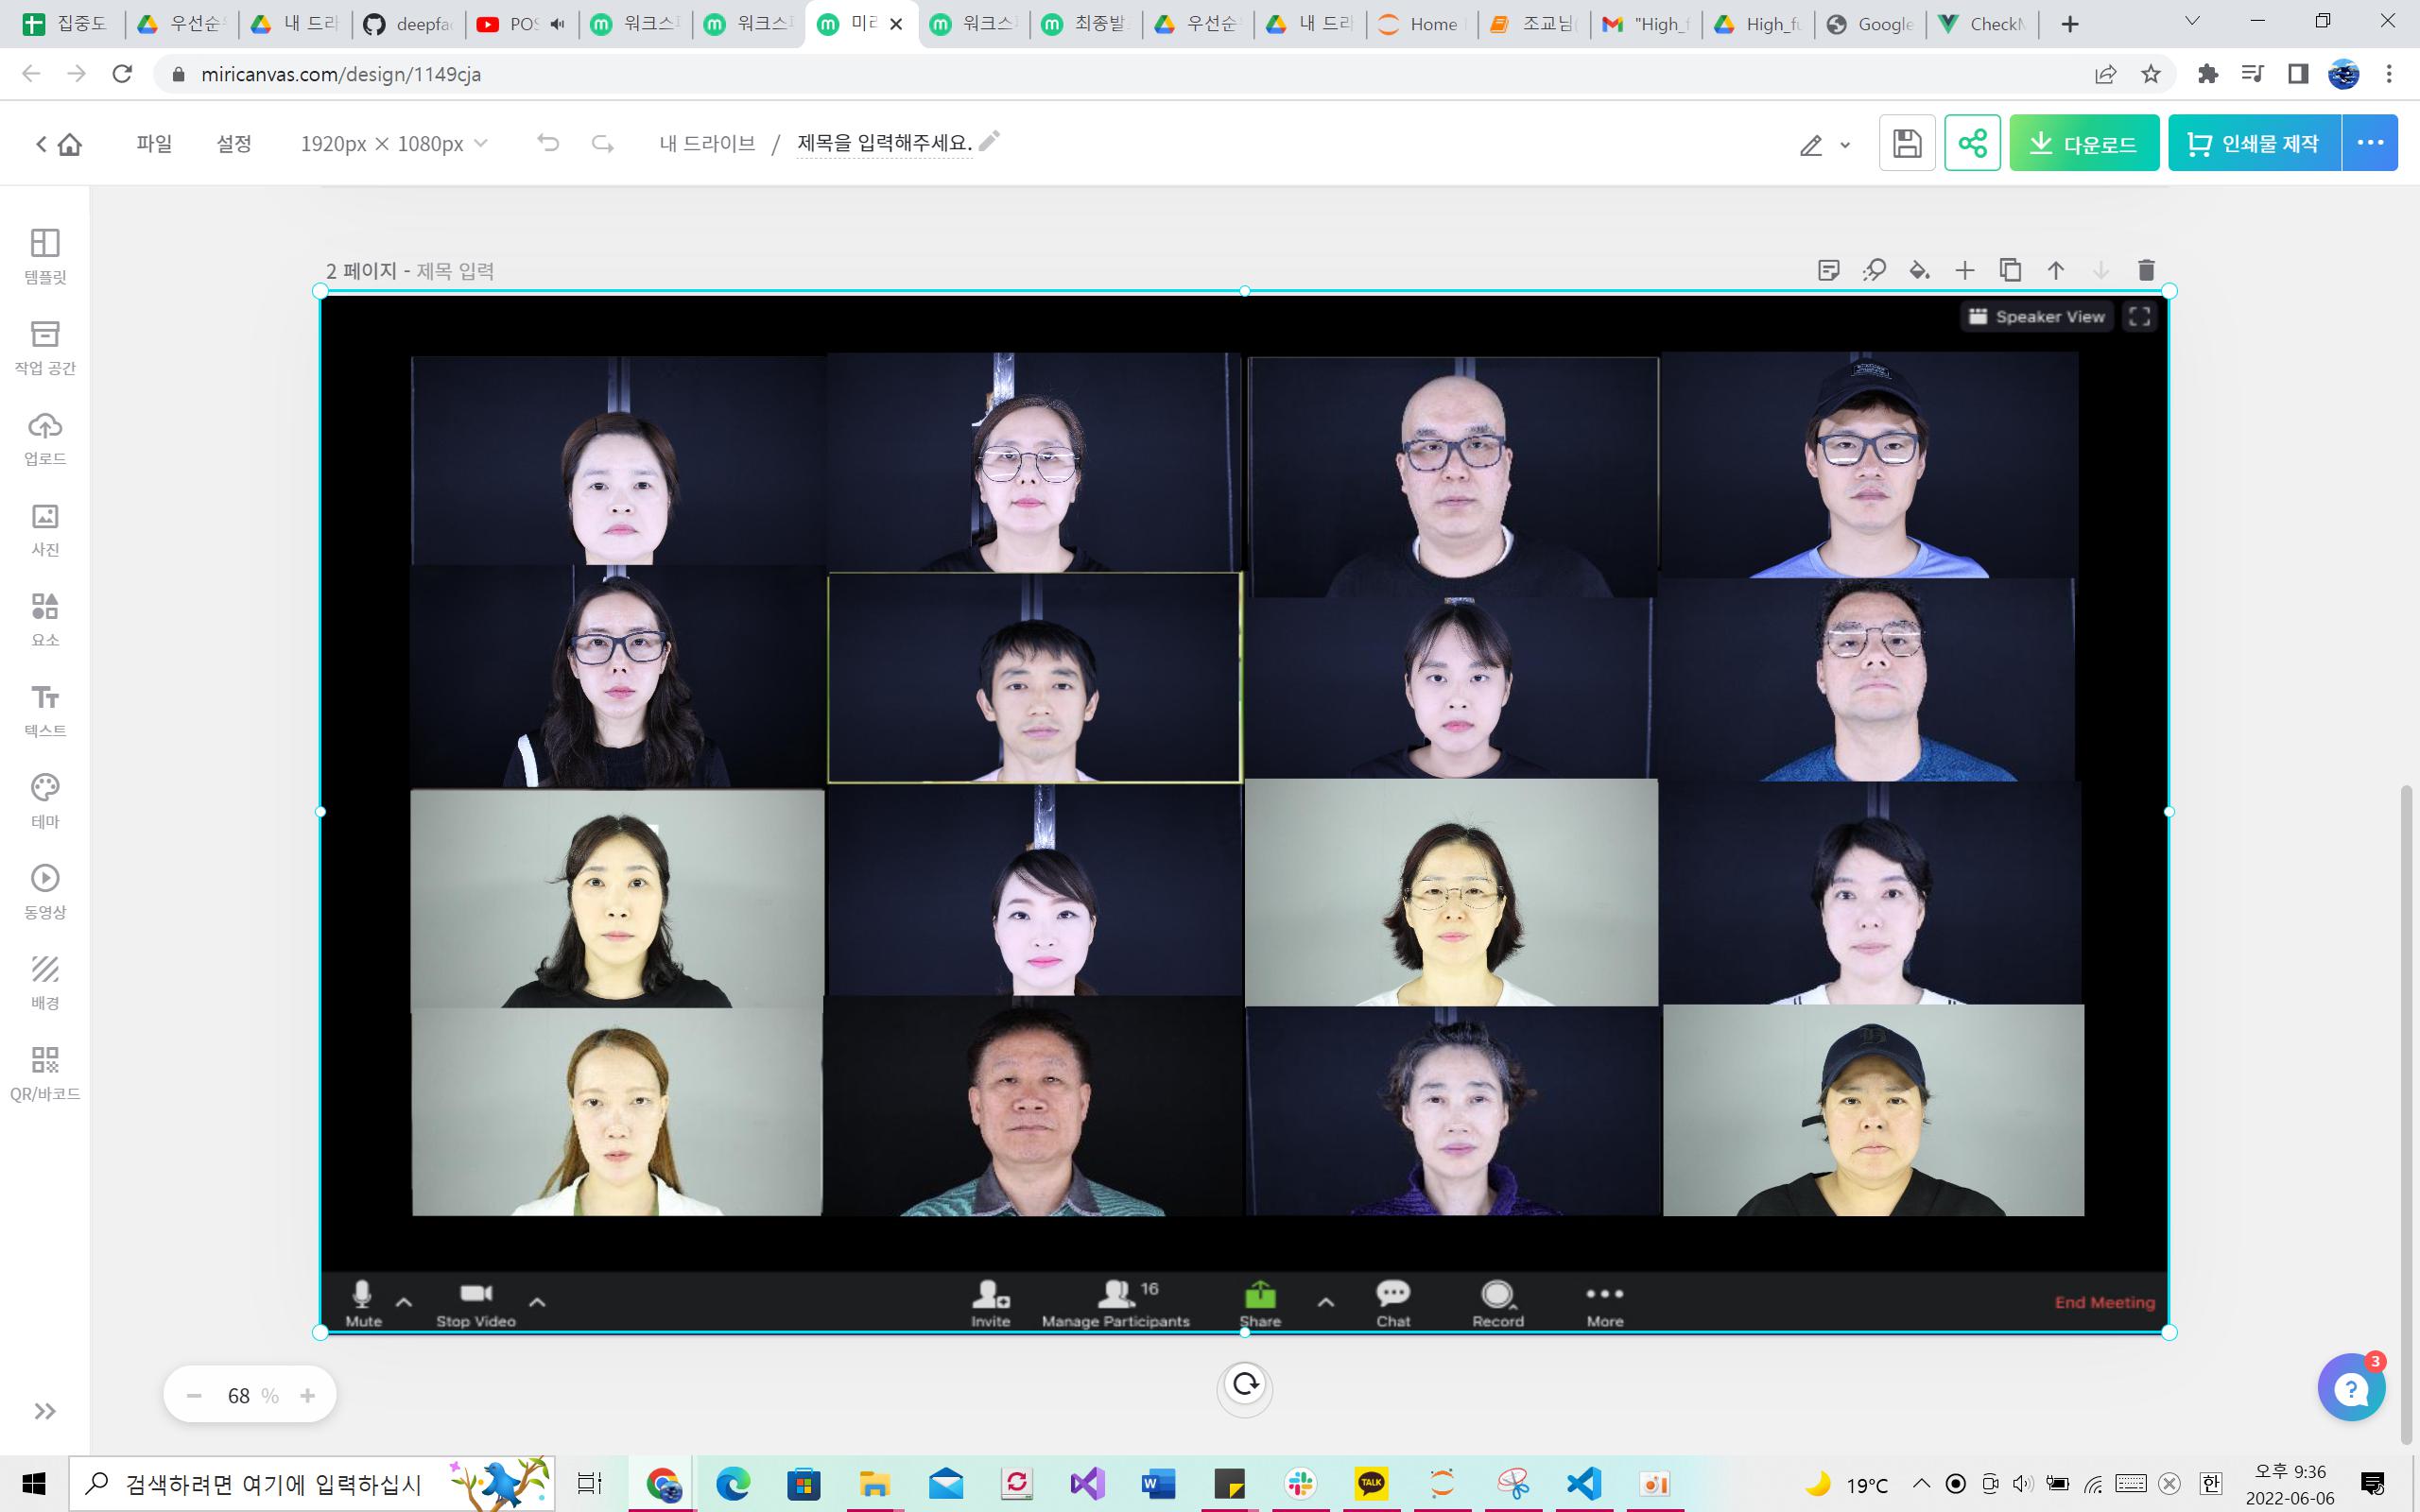 집중도
우선순
내 드라
deepfa
POS
워크스
워크스
미리
워크스
최종발
우선순
내 드라
Home
조교님
"High_f
High_fu
Google
CheckM
miricanvas.com/design/1149cja
파일
설정
1920px × 1080px
내 드라이브 / 제목을 입력해주세요.
다운로드
인쇄물 제작
템플릿
작업 공간
업로드
사진
요소
텍스트
테마
동영상
배경
QR/바코드
2 페이지 - 제목 입력
Speaker View
Mute
Stop Video
Invite
16
Manage Participants
Share
Chat
Record
More
End Meeting
68 %
3
검색하려면 여기에 입력하십시
TALK
19°C
한
오후 9:36
2022-06-06